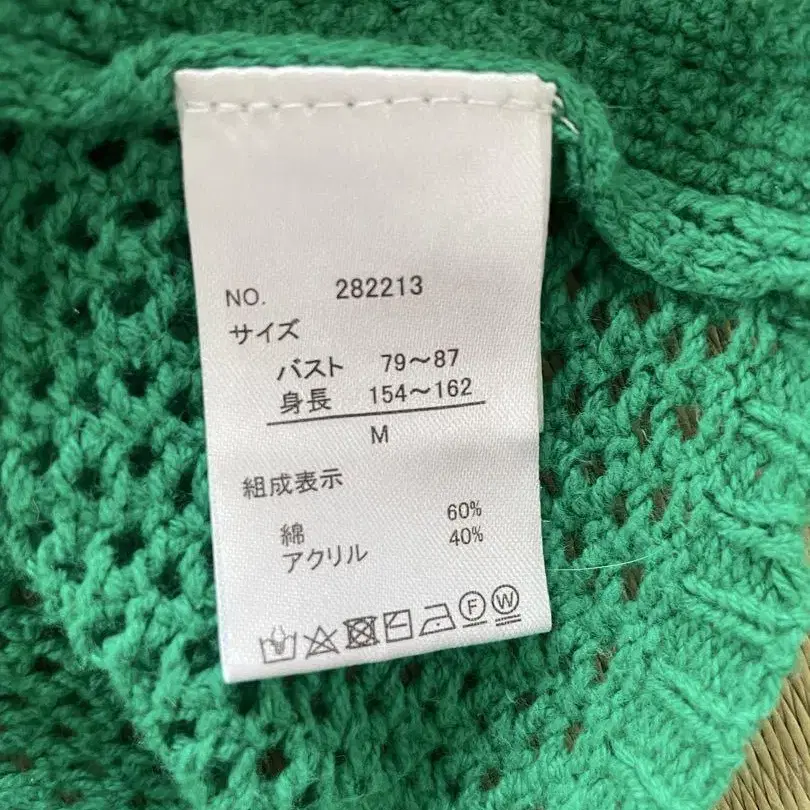 NO. 282213
サイズ
バスト 79～87
身長 154～162
M
組成表示
綿 60%
アクリル 40%
F W